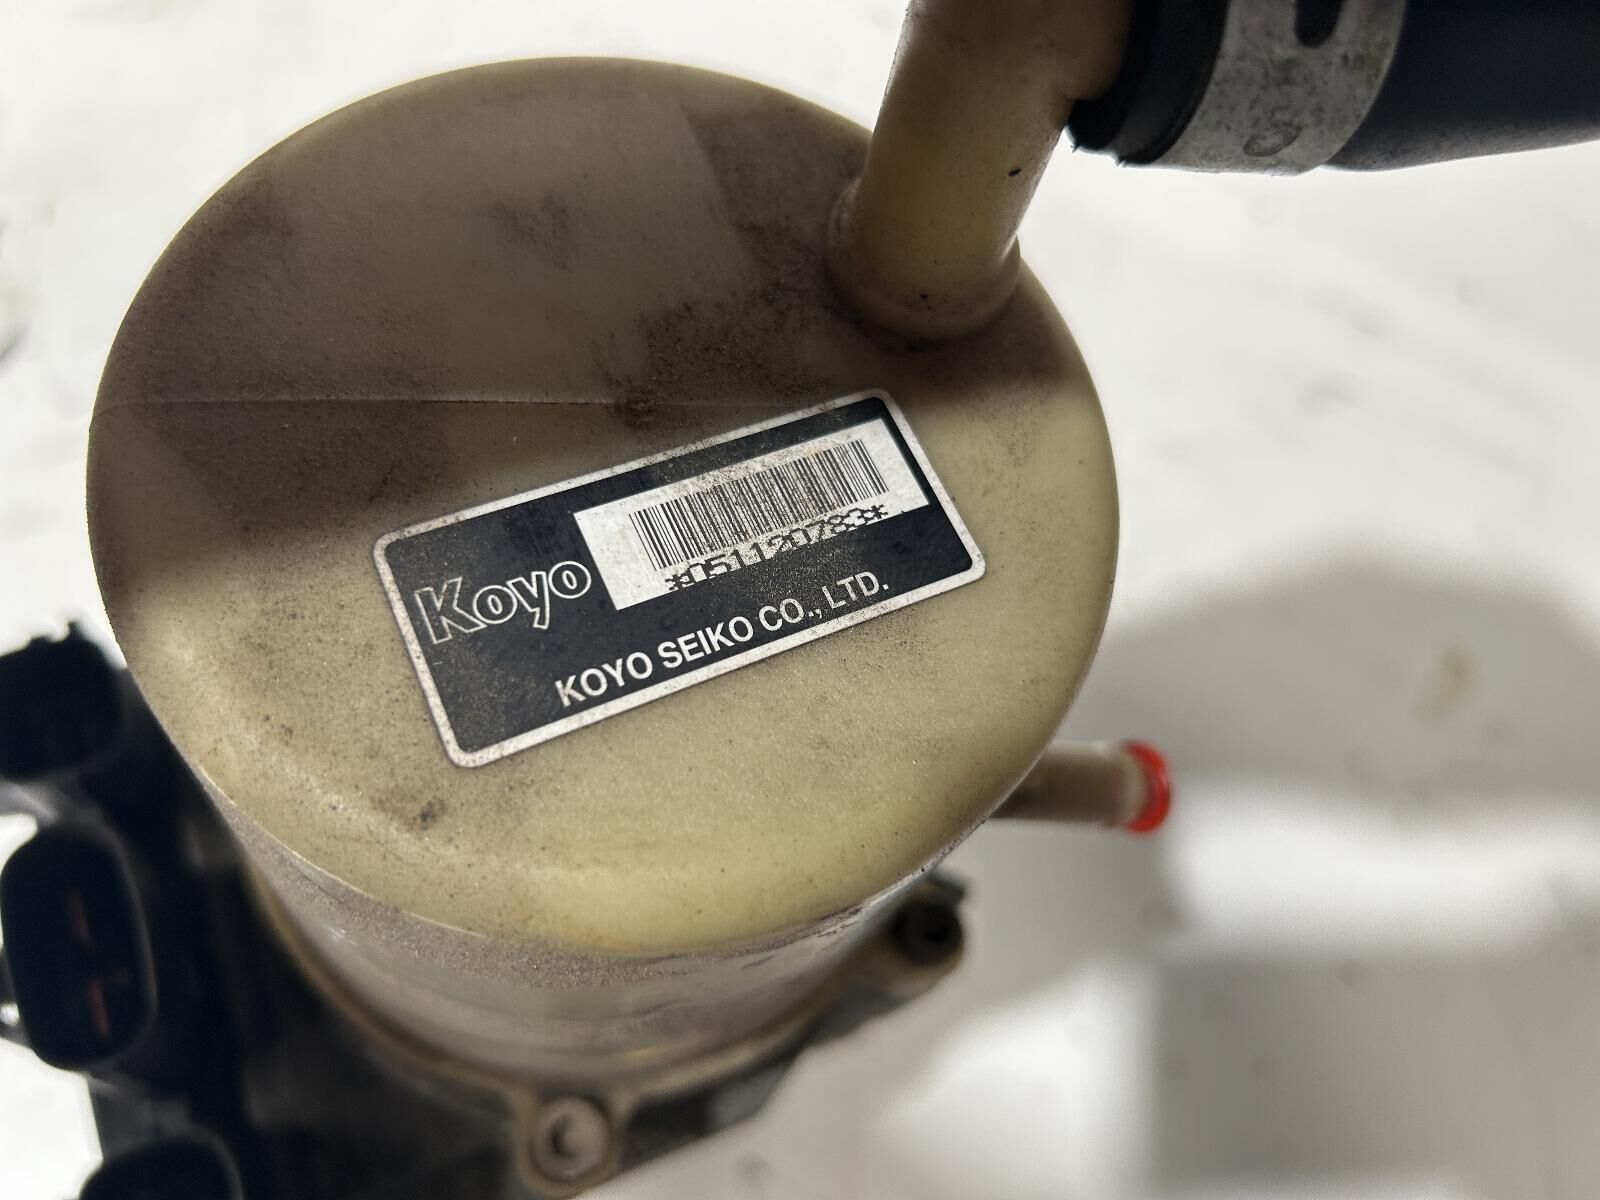 Koyo
*051120783*
KOYO SEIKO CO., LTD.